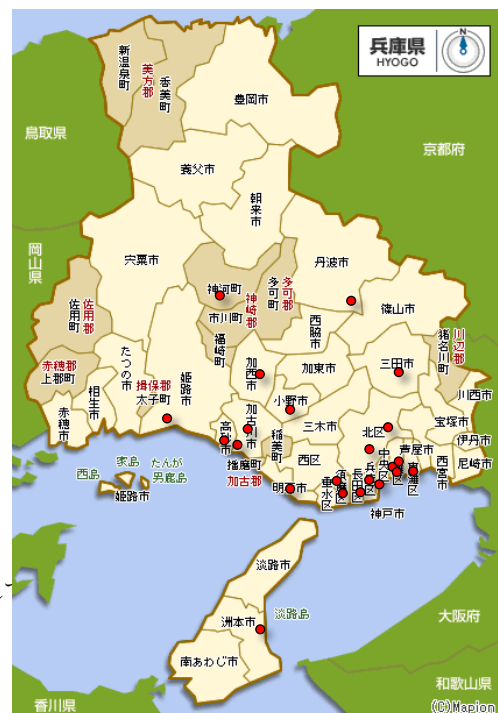 兵庫県
HYOGO
N
新温泉町
美方郡
香美町
豊岡市
鳥取県
京都府
養父市
朝来市
岡山県
宍粟市
丹波市
神河町
多可町
多可郡
佐用町
佐用郡
市川町
神崎郡
篠山市
西脇市
福崎町
猪名川町
川辺郡
赤穂郡
上郡町
たつの市
姫路市
加西市
加東市
三田市
相生市
揖保郡
太子町
川西市
赤穂市
小野市
宝塚市
三木市
北区
加古川市
高砂市
稲美町
伊丹市
芦屋市
西宮市
尼崎市
西区
中央区
兵庫区
東灘区
長田区
須磨区
垂水区
播磨町
加古郡
明石市
神戸市
西島
家島
たんが
男鹿島
姫路市
淡路市
淡路島
洲本市
南あわじ市
大阪府
和歌山県
香川県
(C)Mapion